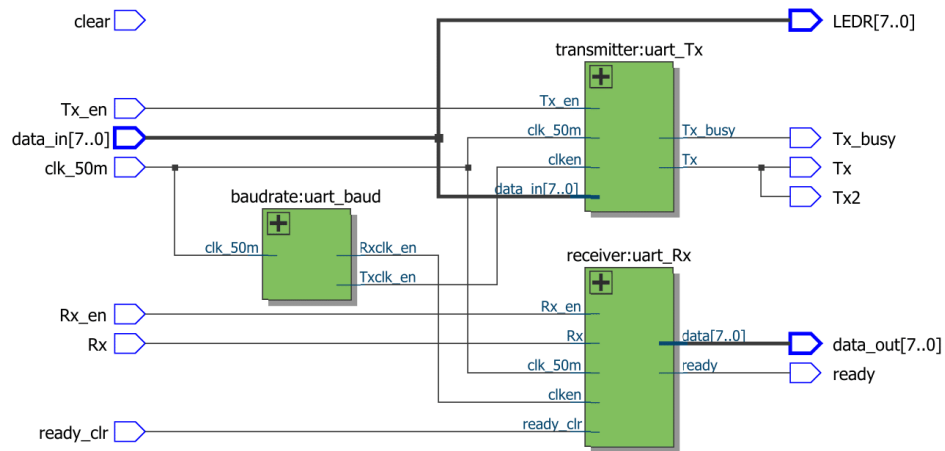 clear
LEDR[7..0]
transmitter:uart_Tx
Tx_en
Tx_en
data_in[7..0]
clk_50m
Tx_busy
Tx_busy
clk_50m
clken
Tx
Tx
data_in[7..0]
Tx2
baudrate:uart_baud
clk_50m
Rxclk_en
Txclk_en
receiver:uart_Rx
Rx_en
Rx_en
Rx
Rx
data[7..0]
data_out[7..0]
clk_50m
ready
ready
clken
ready_clr
ready_clr